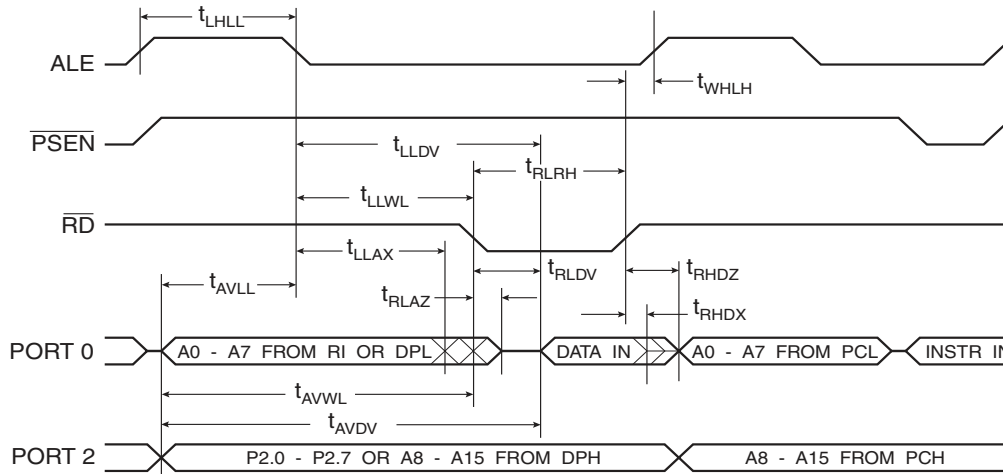 tLHLL
ALE
tWHLH
PSEN
tLLDV
tRLRH
tLLWL
RD
tLLAX
tRLDV
tRHDZ
tAVLL
tRLAZ
tRHDX
PORT 0
A0 - A7 FROM RI OR DPL
DATA IN
A0 - A7 FROM PCL
INSTR IN
tAVWL
tAVDV
PORT 2
P2.0 - P2.7 OR A8 - A15 FROM DPH
A8 - A15 FROM PCH